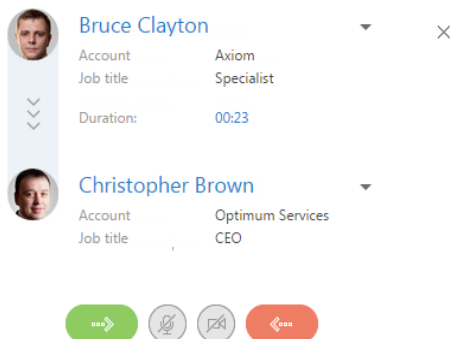 Bruce Clayton
Account Axiom
Job title Specialist
Duration: 00:23
Christopher Brown
Account Optimum Services
Job title CEO